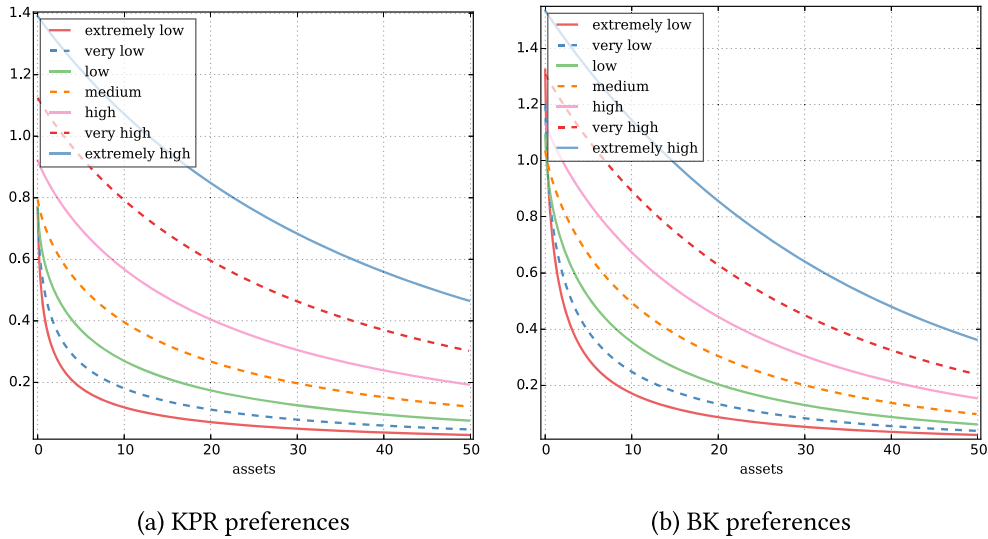 1.4
1.2
1.0
0.8
0.6
0.4
0.2
extremely low
very low
low
medium
high
very high
extremely high
0 10 20 30 40 50
assets
(a) KPR preferences
1.4
1.2
1.0
0.8
0.6
0.4
0.2
extremely low
very low
low
medium
high
very high
extremely high
0 10 20 30 40 50
assets
(b) BK preferences